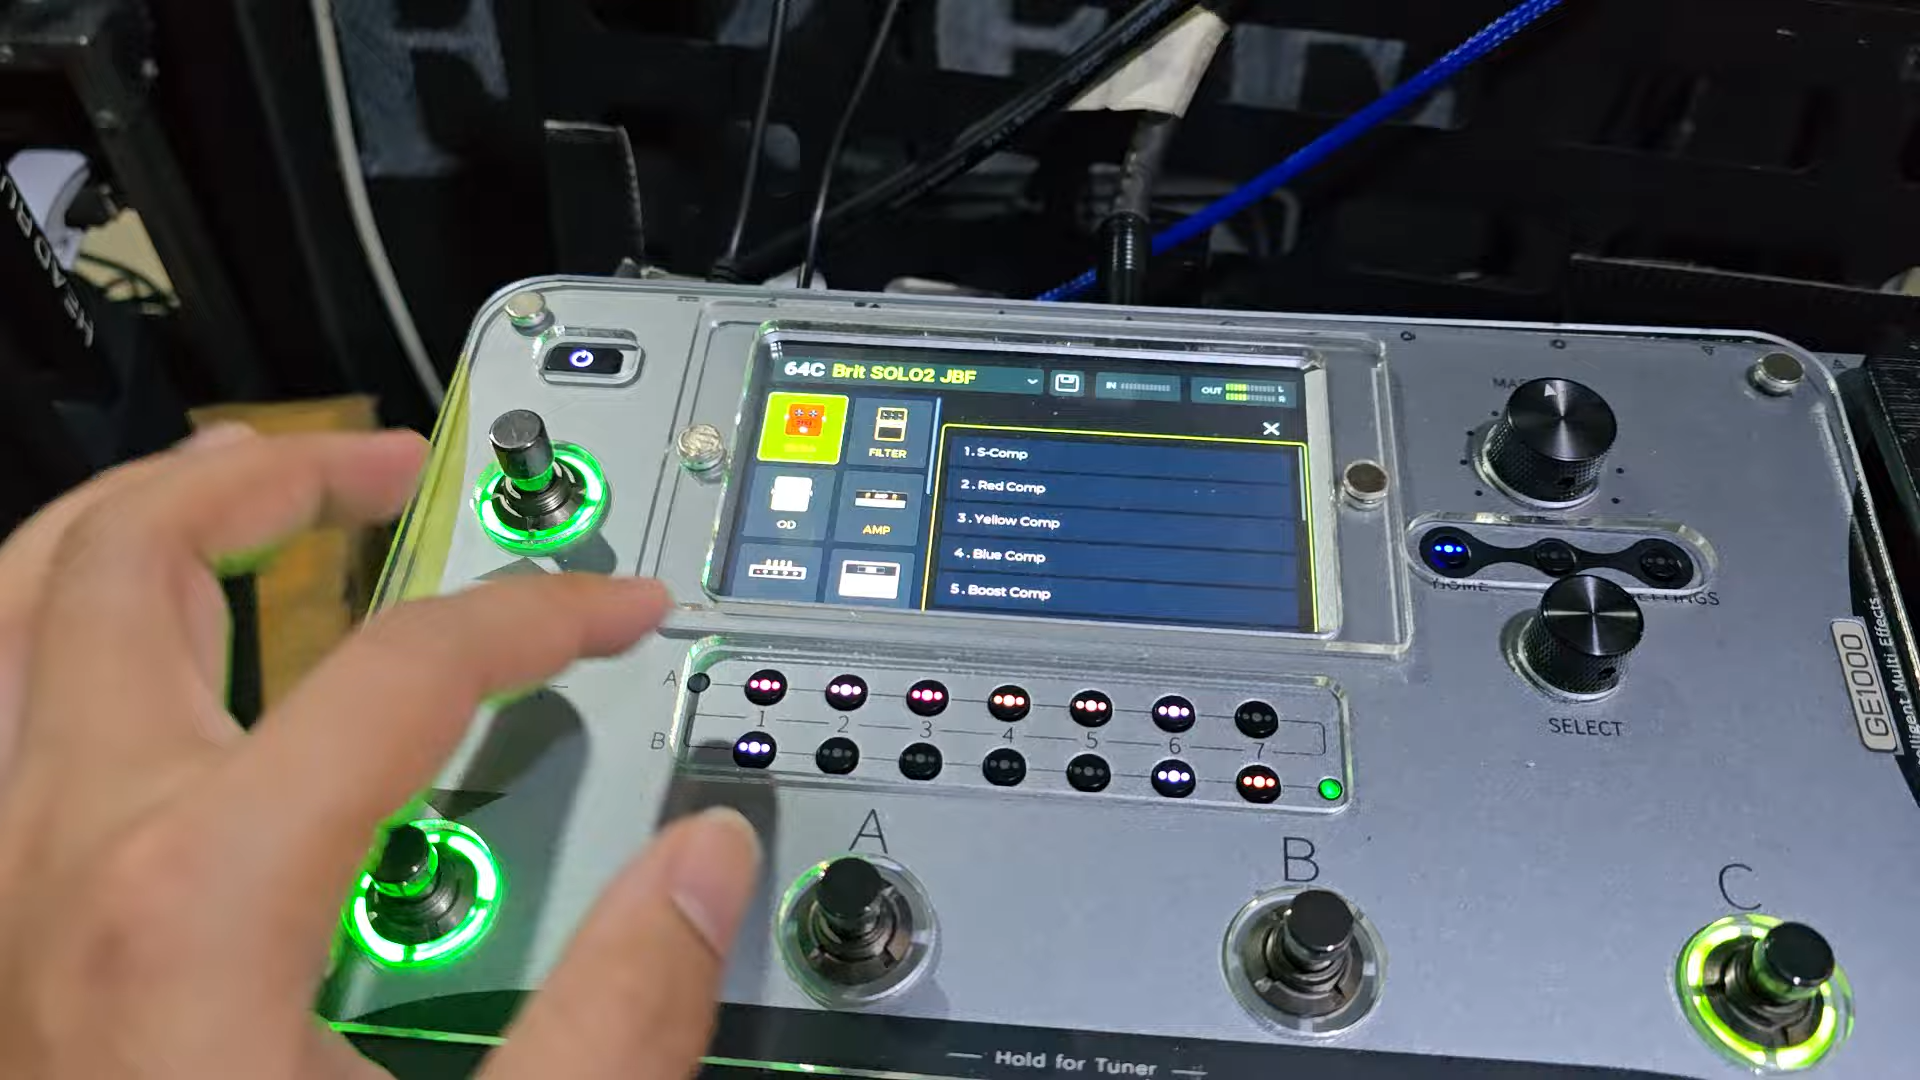 64C Brit SOLO2 JBF
IN
OUT
L
R
FILTER
OD
AMP
1. S-Comp
2. Red Comp
3. Yellow Comp
4. Blue Comp
5. Boost Comp
HOME
SELECT
GE1000
A
1 2 3 4 5 6 7
B
A
B
C
Hold for Tuner